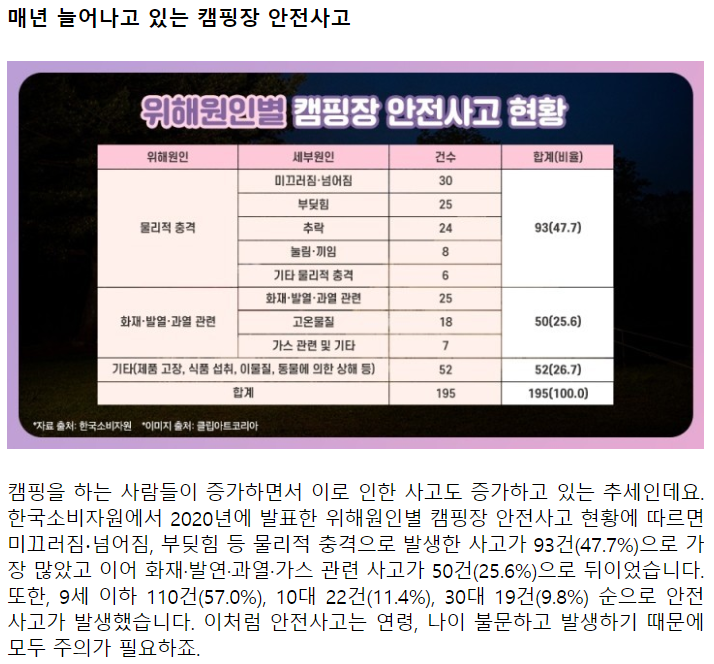 매년 늘어나고 있는 캠핑장 안전사고
위해원인별 캠핑장 안전사고 현황
위해원인 세부원인 건수 합계(비율)
물리적 충격 미끄러짐·넘어짐 30 93(47.7)
부딪힘 25
추락 24
눌림·끼임 8
기타 물리적 충격 6
화재·발열·과열 관련 화재·발열·과열 관련 25 50(25.6)
고온물질 18
가스 관련 및 기타 7
기타(제품 고장, 식품 섭취, 이물질, 동물에 의한 상해 등) 52 52(26.7)
합계 195 195(100.0)
*자료 출처: 한국소비자원 *이미지 출처: 클립아트코리아
캠핑을 하는 사람들이 증가하면서 이로 인한 사고도 증가하고 있는 추세인데요.
한국소비자원에서 2020년에 발표한 위해원인별 캠핑장 안전사고 현황에 따르면
미끄러짐·넘어짐, 부딪힘 등 물리적 충격으로 발생한 사고가 93건(47.7%)으로 가
장 많았고 이어 화재·발연·과열·가스 관련 사고가 50건(25.6%)으로 뒤이었습니다.
또한, 9세 이하 110건(57.0%), 10대 22건(11.4%), 30대 19건(9.8%) 순으로 안전
사고가 발생했습니다. 이처럼 안전사고는 연령, 나이 불문하고 발생하기 때문에
모두 주의가 필요하죠.